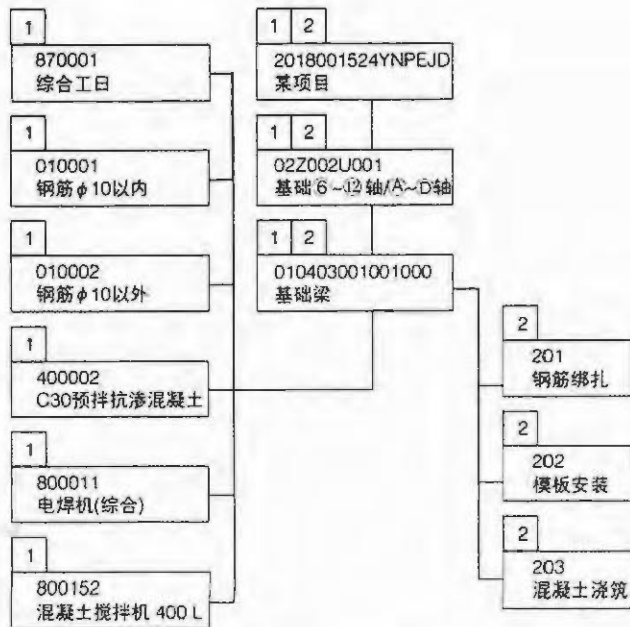 1
870001
综合工日
1
010001
钢筋φ10以内
1
010002
钢筋φ10以外
1
400002
C30预拌抗渗混凝土
1
800011
电焊机(综合)
1
800152
混凝土搅拌机 400 L
1 2
2018001524YNPEJD
某项目
1 2
02Z002U001
基础⑥~⑫轴/Ⓐ~Ⓓ轴
1 2
010403001001000
基础梁
2
201
钢筋绑扎
2
202
模板安装
2
203
混凝土浇筑